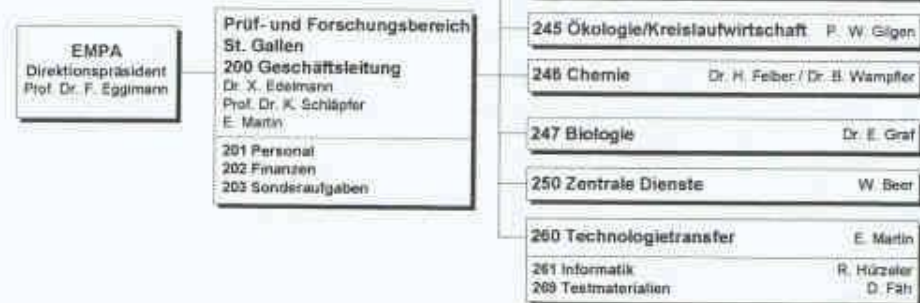 EMPA
Direktionspräsident
Prof. Dr. F. Eggimann
Prüf- und Forschungsbereich
St. Gallen
200 Geschäftsleitung
Dr. X. Edelmann
Prof. Dr. K. Schläpfer
E. Martin
201 Personal
202 Finanzen
203 Sonderaufgaben
245 Ökologie/Kreislaufwirtschaft P. W. Gilgen
246 Chemie Dr. H. Felber / Dr. B. Wampfler
247 Biologie Dr. E. Graf
250 Zentrale Dienste W. Beer
260 Technologietransfer E. Martin
261 Informatik R. Hürzeler
269 Testmaterialien D. Fäh